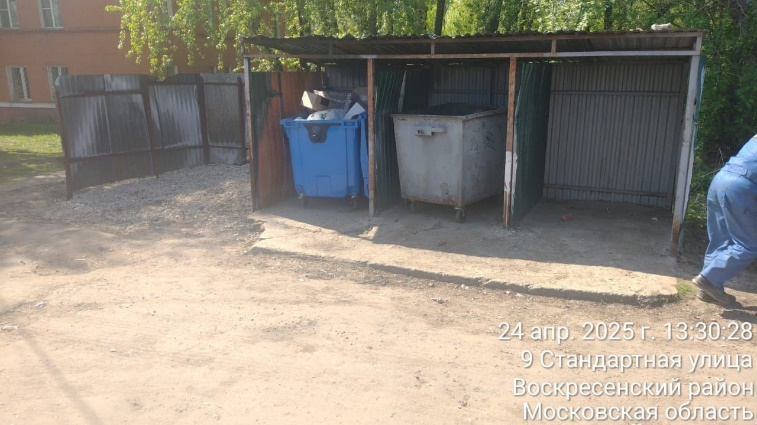 24 апр. 2025 г. 13:30:28
9 Стандартная улица
Воскресенский район
Московская область